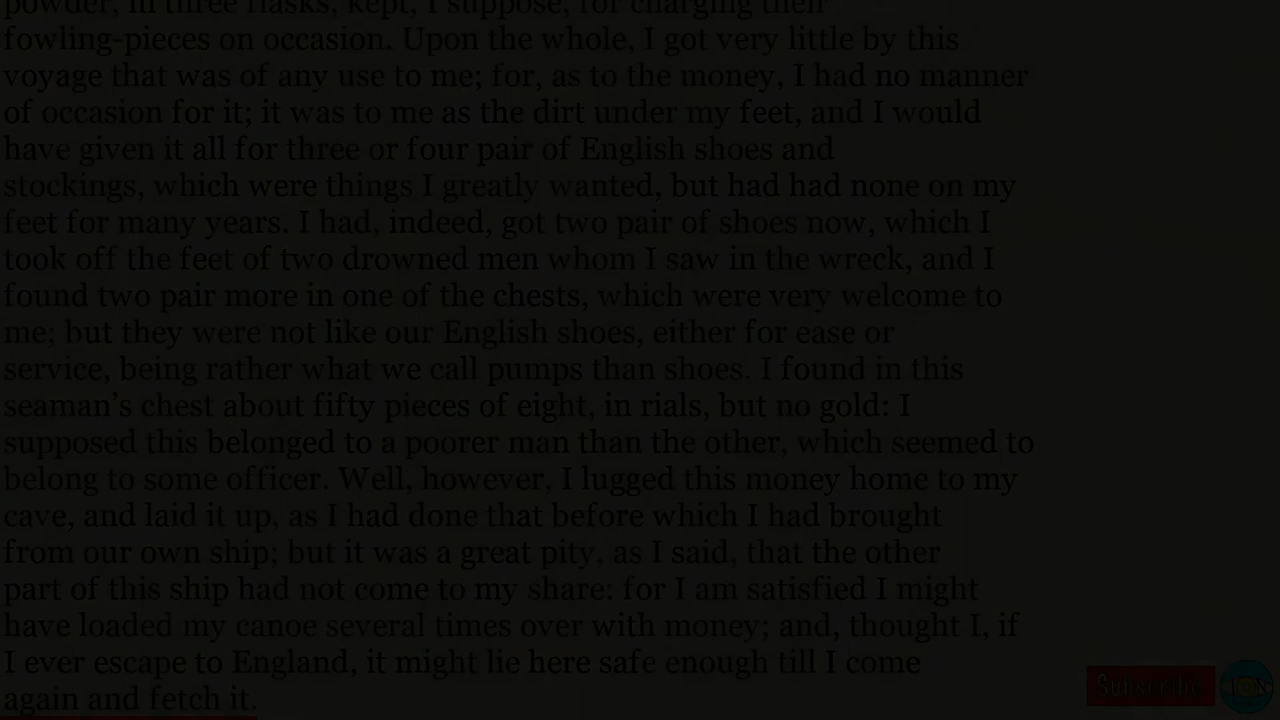 powder, in three flasks, kept, I suppose, for charging their
fowling-pieces on occasion. Upon the whole, I got very little by this
voyage that was of any use to me; for, as to the money, I had no manner
of occasion for it; it was to me as the dirt under my feet, and I would
have given it all for three or four pair of English shoes and
stockings, which were things I greatly wanted, but had had none on my
feet for many years. I had, indeed, got two pair of shoes now, which I
took off the feet of two drowned men whom I saw in the wreck, and I
found two pair more in one of the chests, which were very welcome to
me; but they were not like our English shoes, either for ease or
service, being rather what we call pumps than shoes. I found in this
seaman’s chest about fifty pieces of eight, in rials, but no gold: I
supposed this belonged to a poorer man than the other, which seemed to
belong to some officer. Well, however, I lugged this money home to my
cave, and laid it up, as I had done that before which I had brought
from our own ship; but it was a great pity, as I said, that the other
part of this ship had not come to my share: for I am satisfied I might
have loaded my canoe several times over with money; and, thought I, if
I ever escape to England, it might lie here safe enough till I come
again and fetch it.
Subscribe